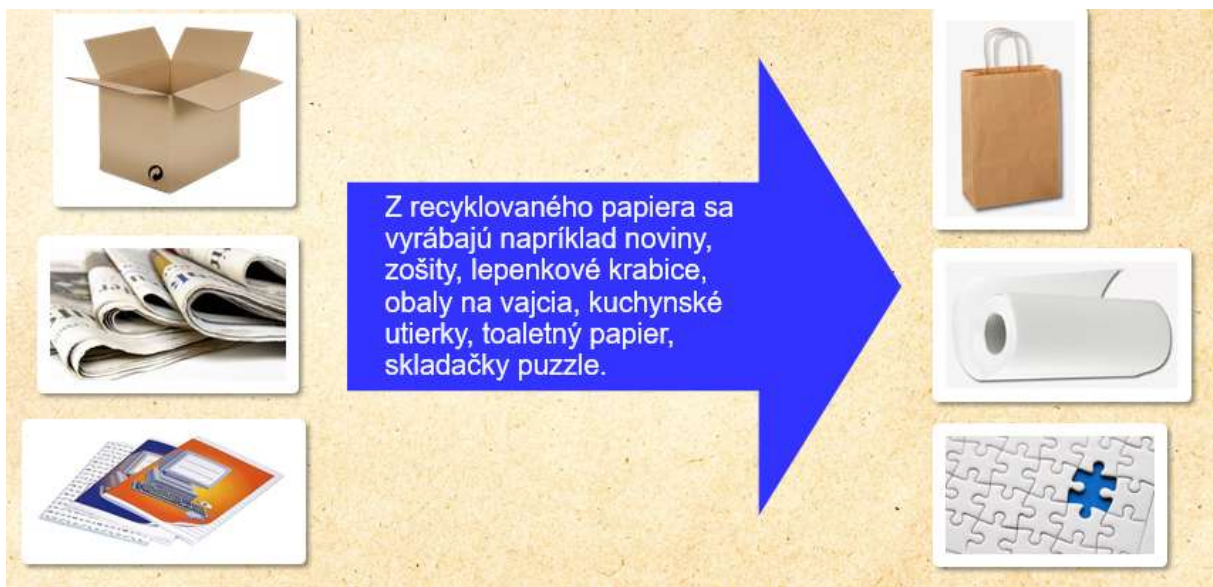 Z recyklovaného papiera sa
vyrábajú napríklad noviny,
zošity, lepenkové krabice,
obaly na vajcia, kuchynské
utierky, toaletný papier,
skladačky puzzle.